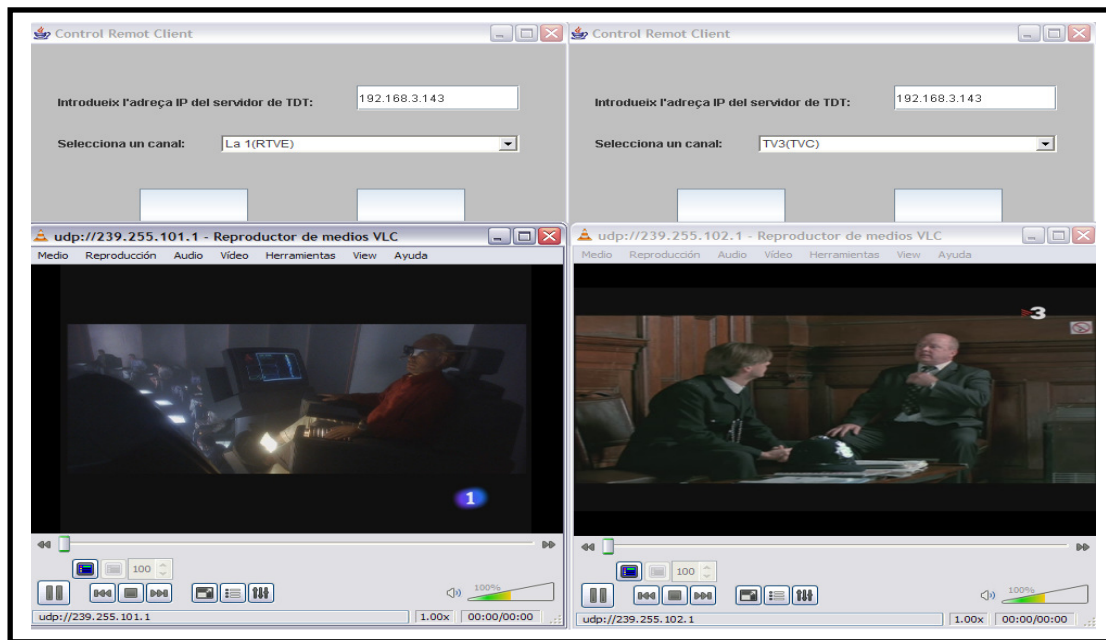 Control Remot Client
Introdueix l'adreça IP del servidor de TDT: 192.168.3.143
Selecciona un canal: La 1(RTVE)
udp://239.255.101.1 - Reproductor de medios VLC
Medio Reproducción Audio Vídeo Herramientas View Ayuda
1
100
100%
udp://239.255.101.1 1.00x 00:00/00:00
Control Remot Client
Introdueix l'adreça IP del servidor de TDT: 192.168.3.143
Selecciona un canal: TV3(TVC)
udp://239.255.102.1 - Reproductor de medios VLC
Medio Reproducción Audio Vídeo Herramientas View Ayuda
3
100
100%
udp://239.255.102.1 1.00x 00:00/00:00